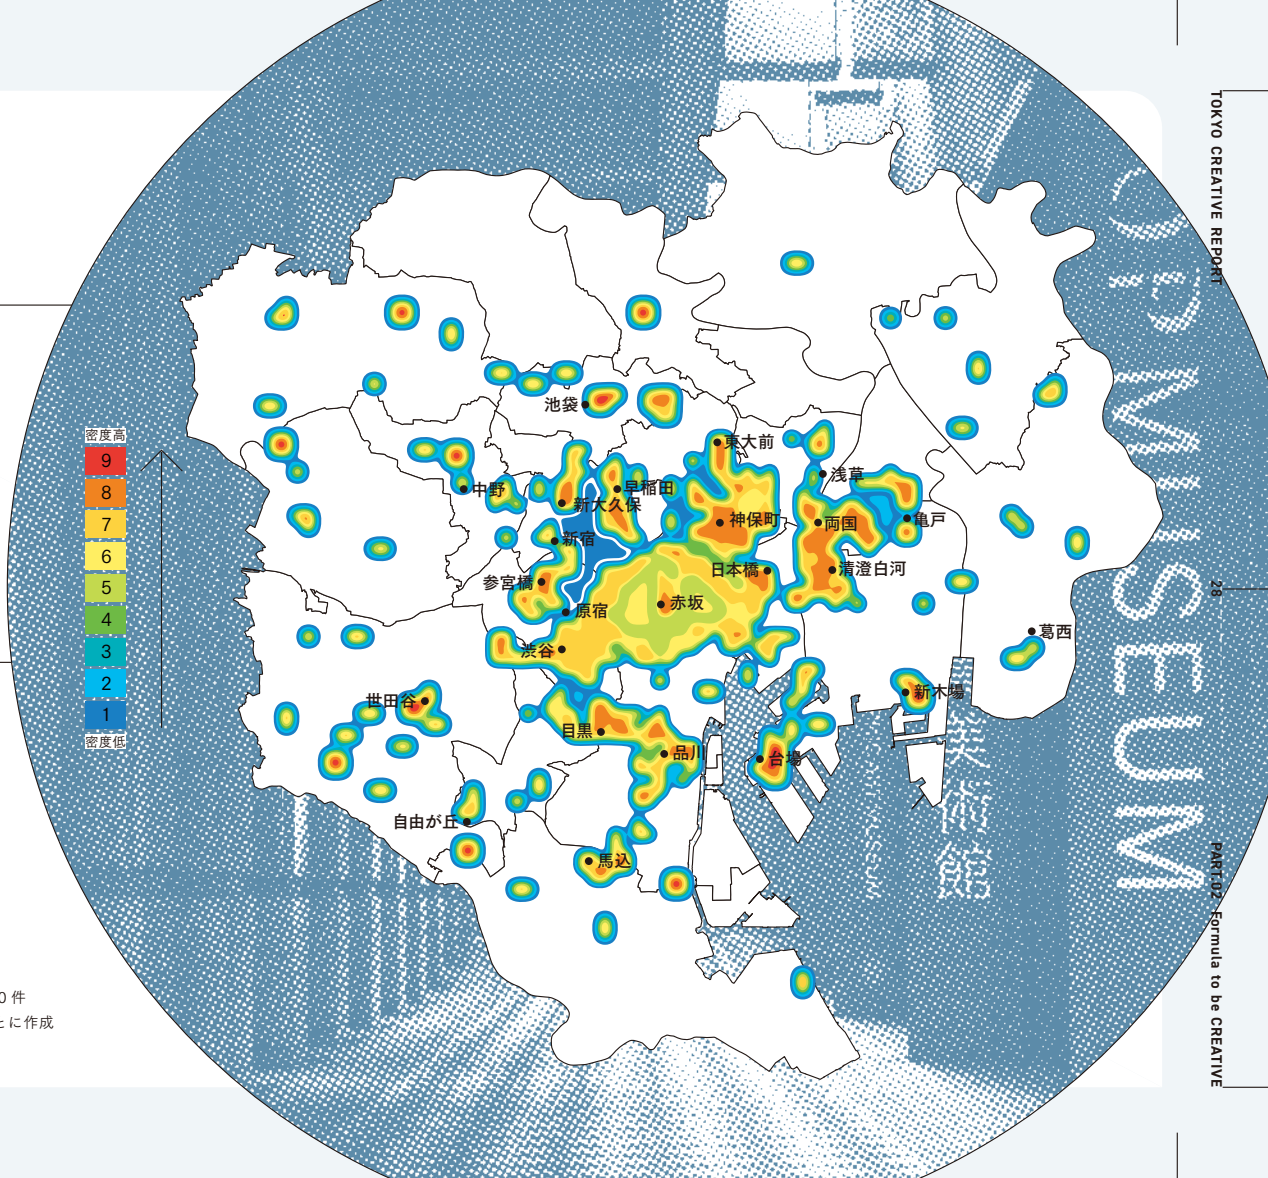 TOKYO CREATIVE REPORT
28
PART.02 Formula to be CREATIVE
密度高
9
8
7
6
5
4
3
2
1
密度低
池袋
東大前
浅草
中野
早稲田
新大久保
神保町
両国
亀戸
新宿
日本橋
清澄白河
参宮橋
原宿
赤坂
渋谷
葛西
世田谷
新木場
目黒
品川
台場
自由が丘
馬込
0 件
とに作成
MUSEUM
美術館